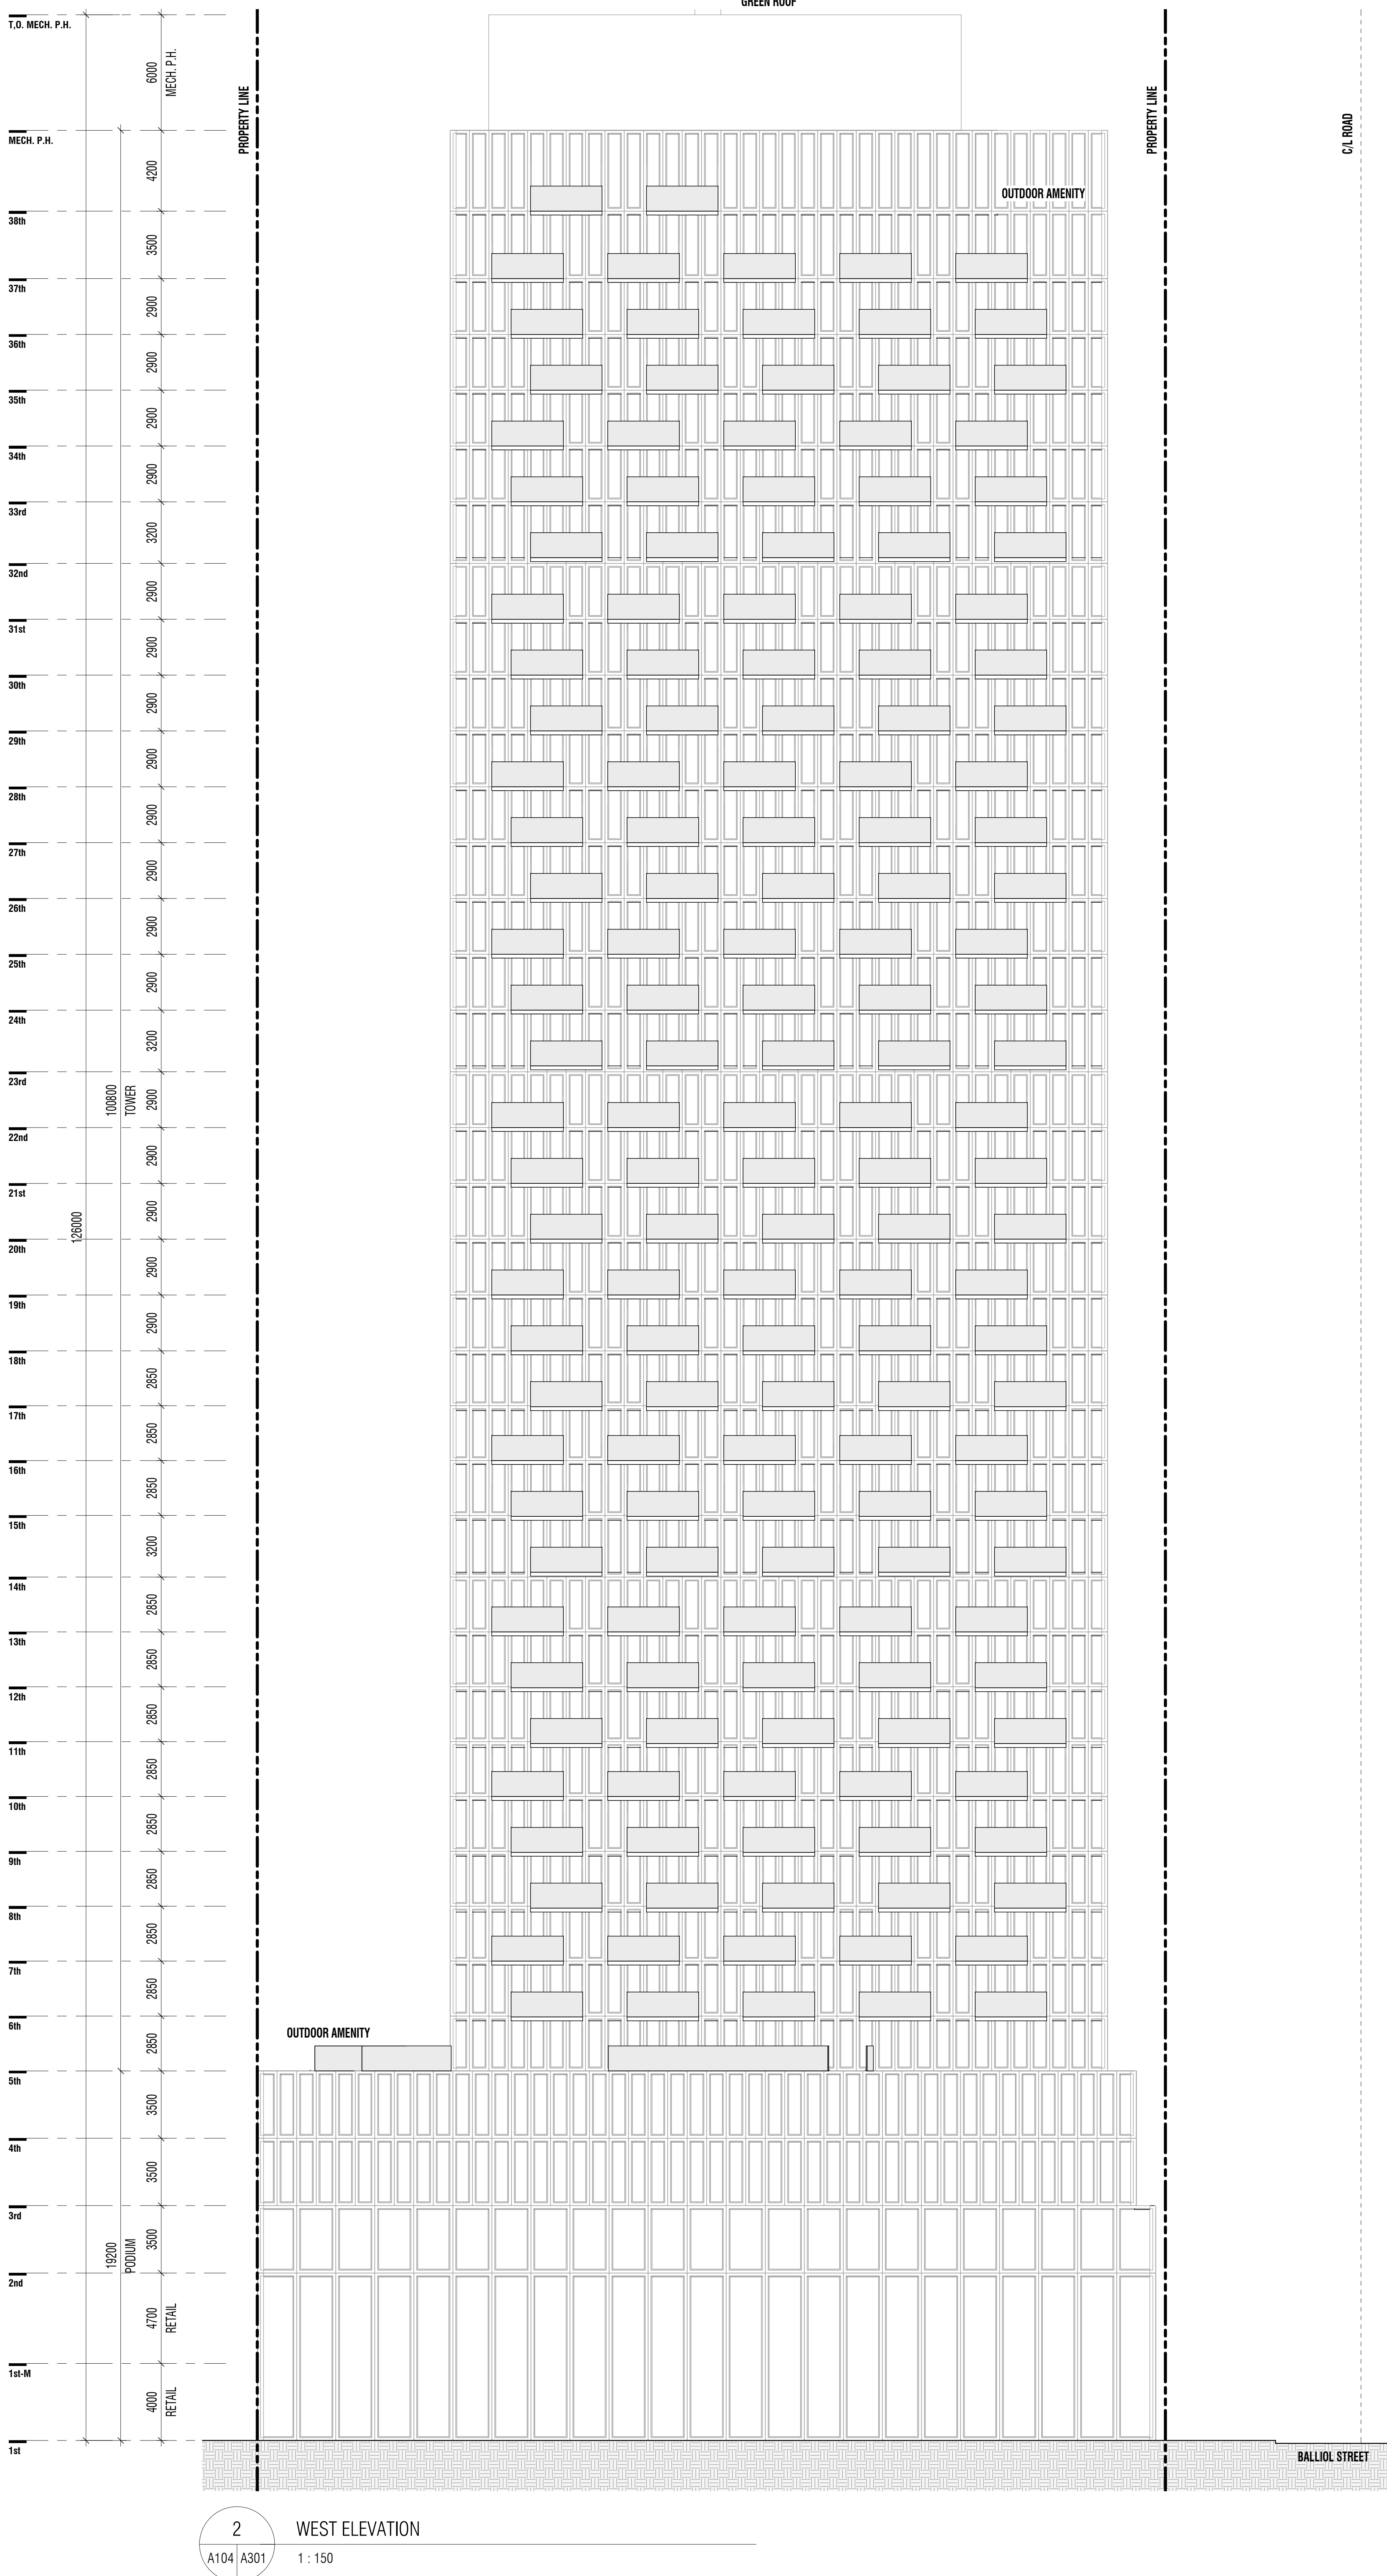 GREEN ROOF
T,O. MECH. P.H.
6000
MECH. P.H.
PROPERTY LINE
PROPERTY LINE
C/L ROAD
MECH. P.H.
4200
OUTDOOR AMENITY
38th
3500
37th
2900
36th
2900
35th
2900
34th
2900
33rd
3200
32nd
2900
31st
2900
30th
2900
29th
2900
28th
2900
27th
2900
26th
2900
25th
2900
24th
3200
23rd
100800
TOWER
2900
22nd
2900
21st
2900
126000
20th
2900
19th
2900
18th
2850
17th
2850
16th
2850
15th
3200
14th
2850
13th
2850
12th
2850
11th
2850
10th
2850
9th
2850
8th
2850
7th
2850
6th
OUTDOOR AMENITY
2850
5th
3500
4th
3500
3rd
19200
PODIUM
3500
2nd
4700
RETAIL
1st-M
4000
RETAIL
1st
BALLIOL STREET
2
WEST ELEVATION
A104 A301
1 : 150